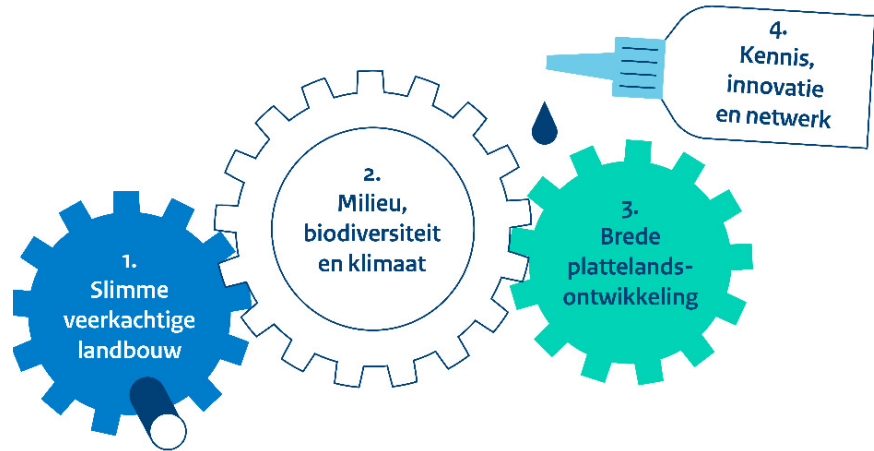 1.
Slimme
veerkachtige
landbouw
2.
Milieu,
biodiversiteit
en klimaat
3.
Brede
plattelands-
ontwikkeling
4.
Kennis,
innovatie
en netwerk